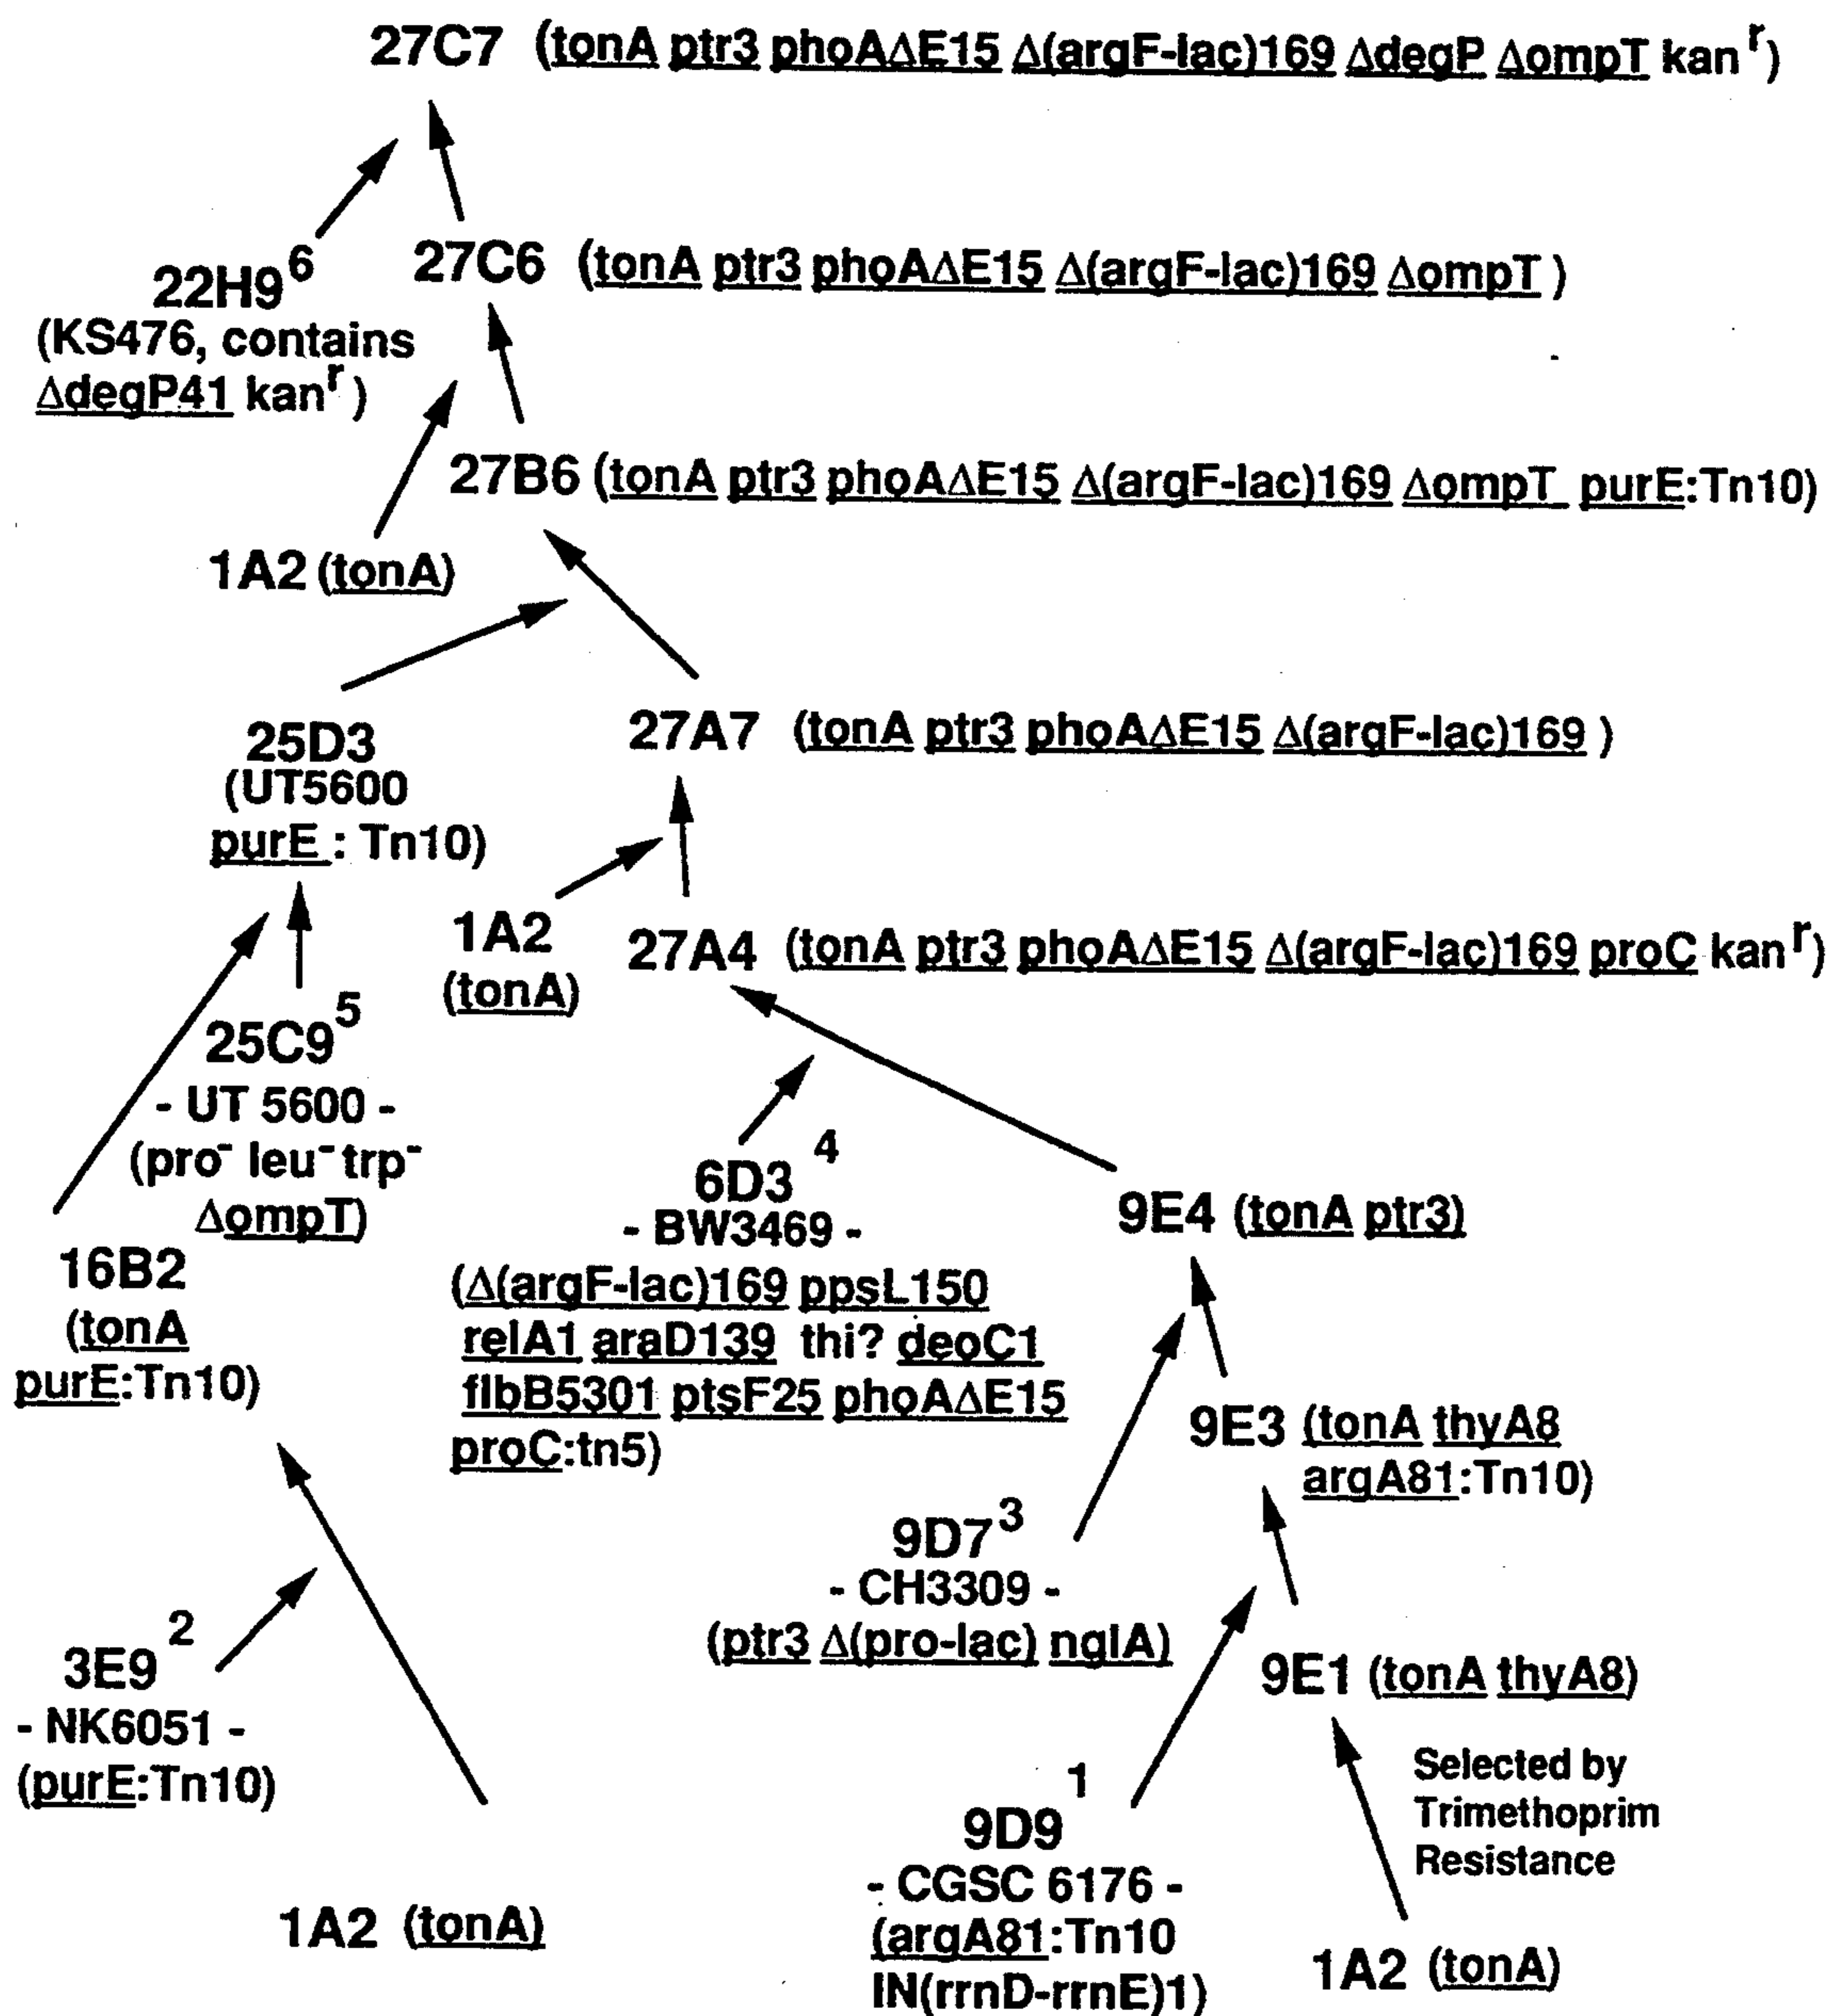 27C7 (tonA ptr3 phoAΔE15 Δ(argF-lac)169 ΔdegP ΔompT kanʳ)
22H9⁶
(KS476, contains
ΔdegP41 kanʳ)
27C6 (tonA ptr3 phoAΔE15 Δ(argF-lac)169 ΔompT )
27B6 (tonA ptr3 phoAΔE15 Δ(argF-lac)169 ΔompT purE:Tn10)
1A2 (tonA)
25D3
(UT5600
purE : Tn10)
27A7 (tonA ptr3 phoAΔE15 Δ(argF-lac)169 )
1A2
(tonA)
27A4 (tonA ptr3 phoAΔE15 Δ(argF-lac)169 proC kanʳ)
25C9⁵
- UT 5600 -
(pro⁻ leu⁻ trp⁻
ΔompT)
6D3 ⁴
- BW3469 -
(Δ(argF-lac)169 ppsL150
relA1 araD139 thi? deoC1
flbB5301 ptsF25 phoAΔE15
proC:tn5)
9E4 (tonA ptr3)
16B2
(tonA
purE:Tn10)
9E3 (tonA thyA8
argA81:Tn10)
9D7³
- CH3309 -
(ptr3 Δ(pro-lac) nglA)
3E9 ²
- NK6051 -
(purE:Tn10)
9E1 (tonA thyA8)
Selected by
Trimethoprim
Resistance
9D9 ¹
- CGSC 6176 -
(argA81:Tn10
IN(rrnD-rrnE)1)
1A2 (tonA)
1A2 (tonA)